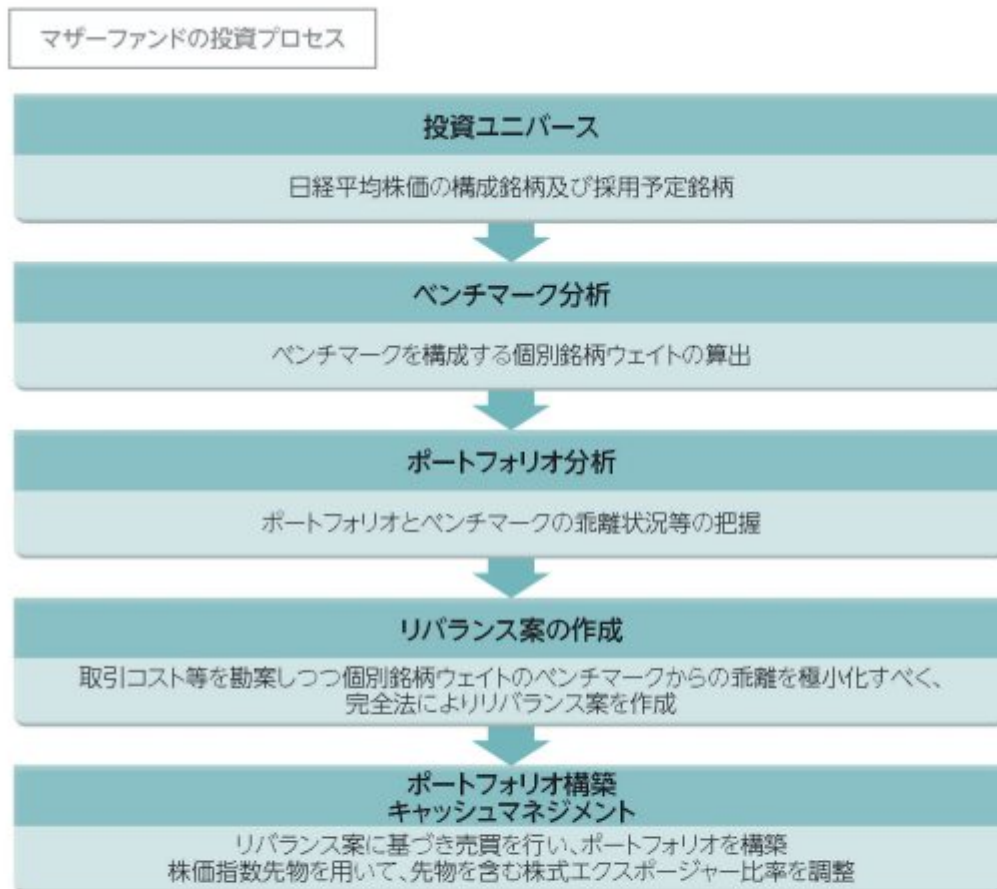 マザーファンドの投資プロセス
投資ユニバース
日経平均株価の構成銘柄及び採用予定銘柄
ベンチマーク分析
ベンチマークを構成する個別銘柄ウェイトの算出
ポートフォリオ分析
ポートフォリオとベンチマークの乖離状況等の把握
リバランス案の作成
取引コスト等を勘案しつつ個別銘柄ウェイトのベンチマークからの乖離を極小化すべく、
完全法によりリバランス案を作成
ポートフォリオ構築
キャッシュマネジメント
リバランス案に基づき売買を行い、ポートフォリオを構築
株価指数先物を用いて、先物を含む株式エクスポージャー比率を調整